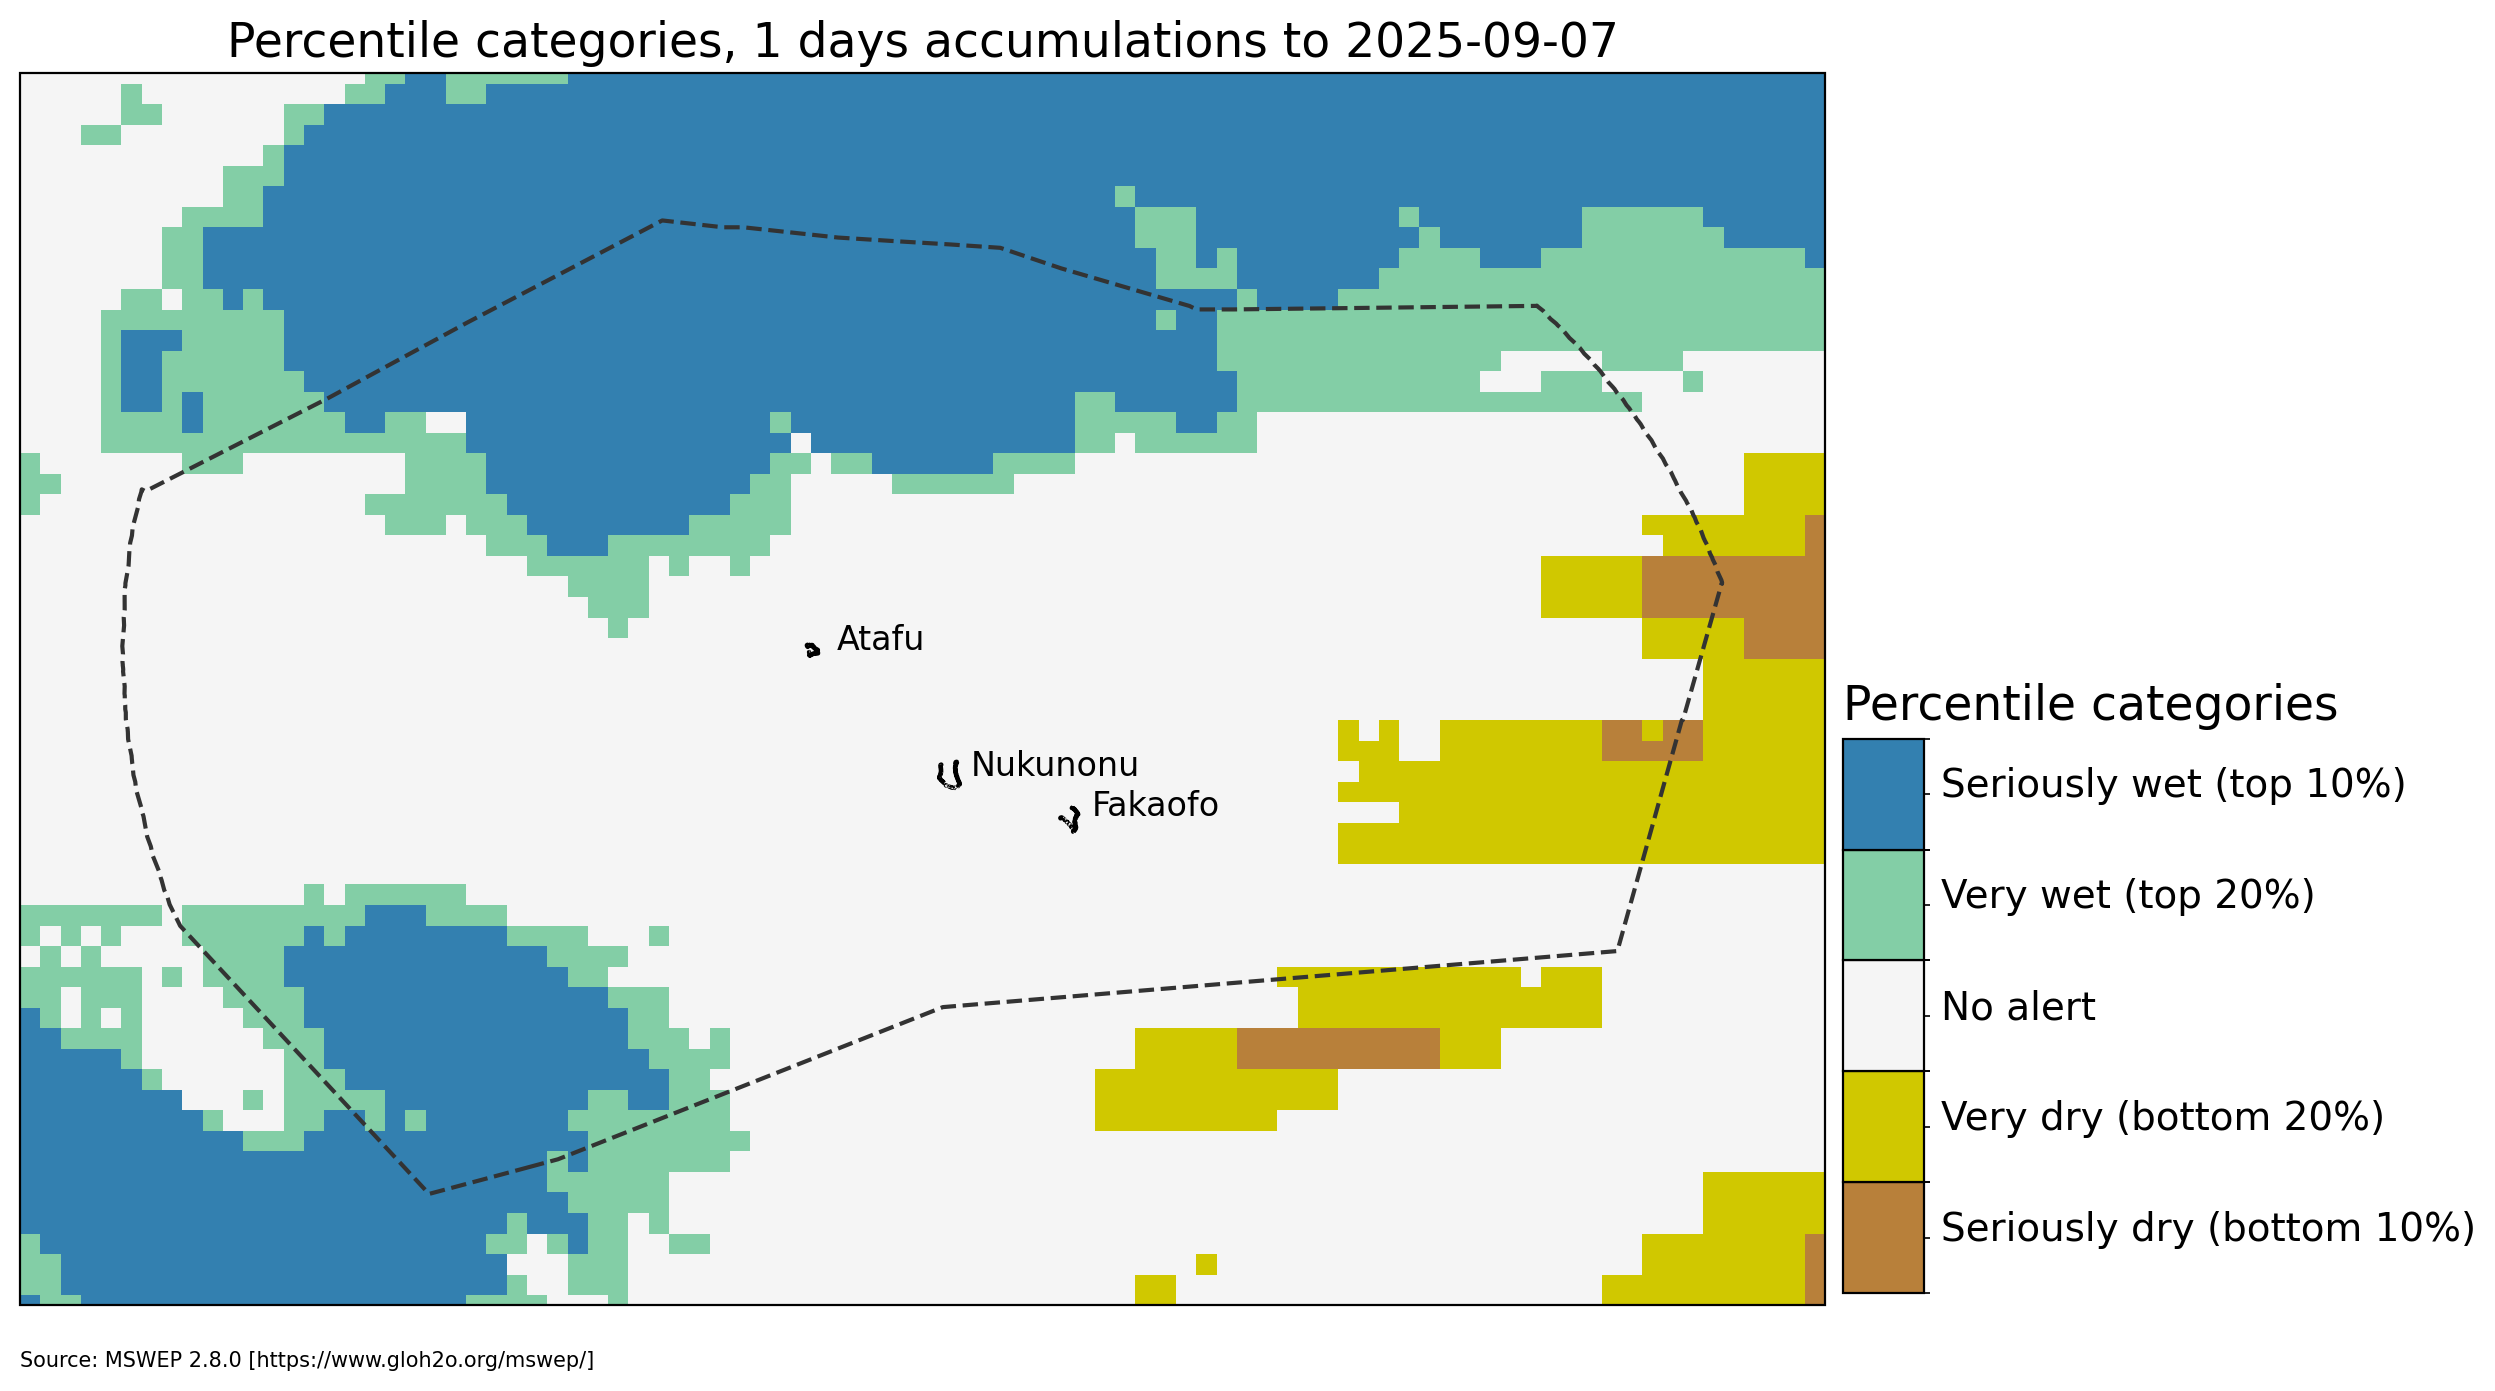 Percentile categories, 1 days accumulations to 2025-09-07
Atafu
Nukunonu
Fakaofo
Percentile categories
Seriously wet (top 10%)
Very wet (top 20%)
No alert
Very dry (bottom 20%)
Seriously dry (bottom 10%)
Source: MSWEP 2.8.0 [https://www.gloh2o.org/mswep/]